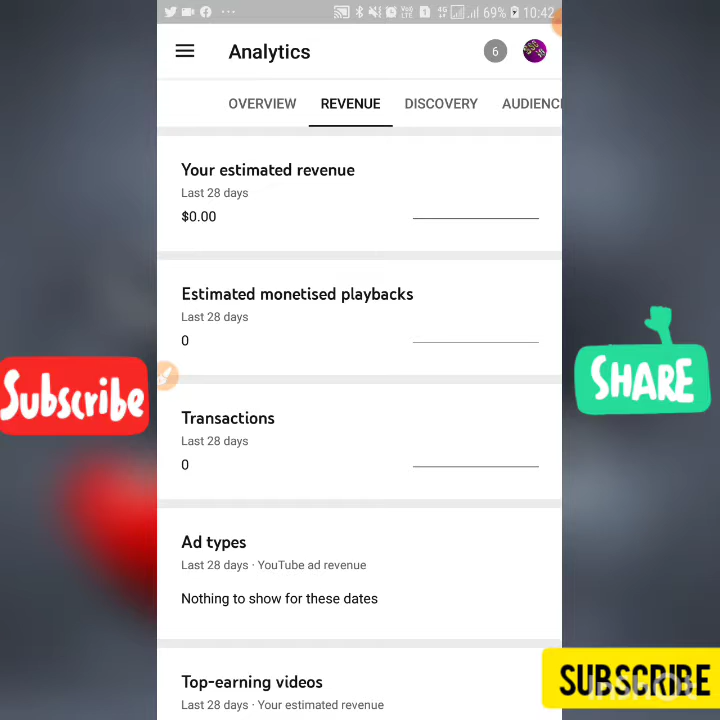 69% 10:42
Analytics
6
OVERVIEW REVENUE DISCOVERY AUDIENC
Your estimated revenue
Last 28 days
$0.00
Estimated monetised playbacks
Last 28 days
0
Subscribe
SHARE
Transactions
Last 28 days
0
Ad types
Last 28 days · YouTube ad revenue
Nothing to show for these dates
Top-earning videos
Last 28 days · Your estimated revenue
SUBSCRIBE
InShOt